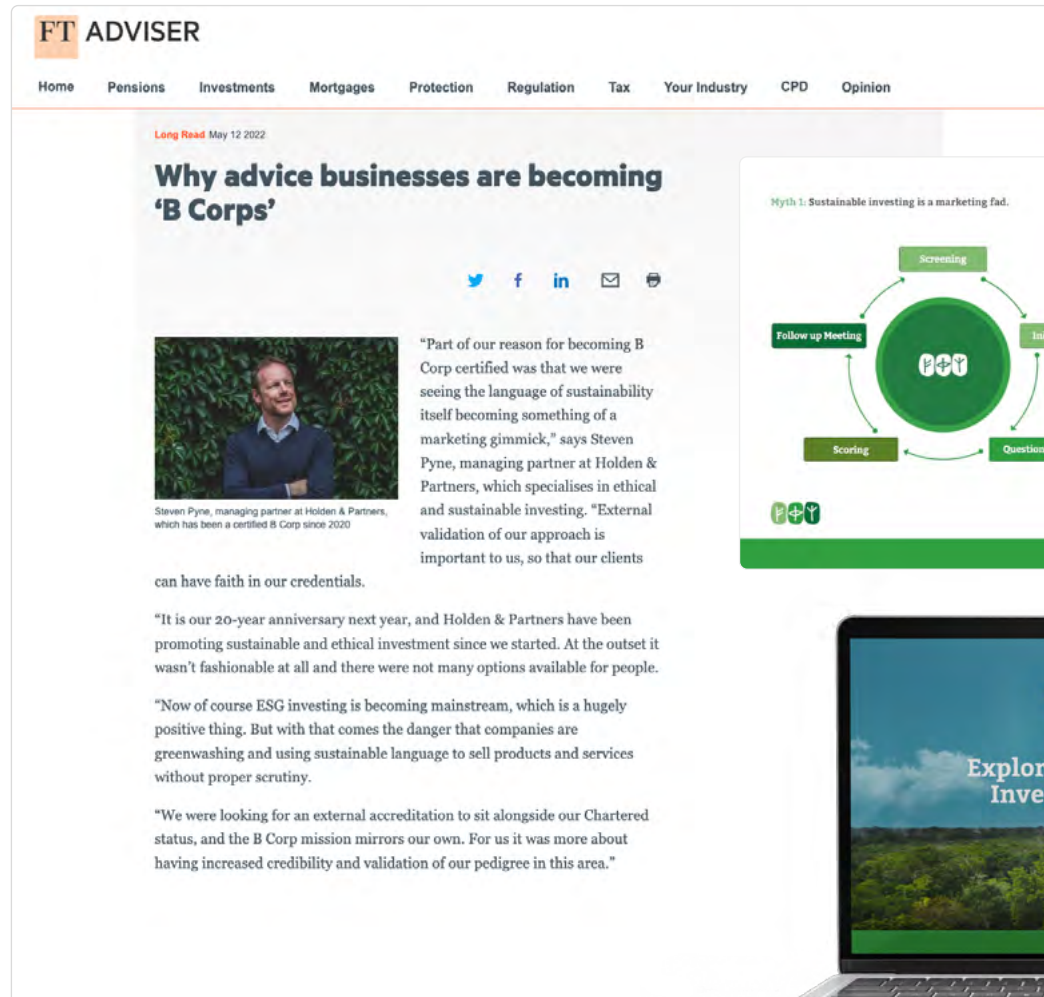 FT ADVISER
Home Pensions Investments Mortgages Protection Regulation Tax Your Industry CPD Opinion
Long Read May 12 2022
Why advice businesses are becoming
‘B Corps’
Steven Pyne, managing partner at Holden & Partners,
which has been a certified B Corp since 2020
“Part of our reason for becoming B
Corp certified was that we were
seeing the language of sustainability
itself becoming something of a
marketing gimmick,” says Steven
Pyne, managing partner at Holden &
Partners, which specialises in ethical
and sustainable investing. “External
validation of our approach is
important to us, so that our clients
can have faith in our credentials.
“It is our 20-year anniversary next year, and Holden & Partners have been
promoting sustainable and ethical investment since we started. At the outset it
wasn’t fashionable at all and there were not many options available for people.
“Now of course ESG investing is becoming mainstream, which is a hugely
positive thing. But with that comes the danger that companies are
greenwashing and using sustainable language to sell products and services
without proper scrutiny.
“We were looking for an external accreditation to sit alongside our Chartered
status, and the B Corp mission mirrors our own. For us it was more about
having increased credibility and validation of our pedigree in this area.”
Myth 1: Sustainable investing is a marketing fad.
Screening
Follow up Meeting
Scoring
Question